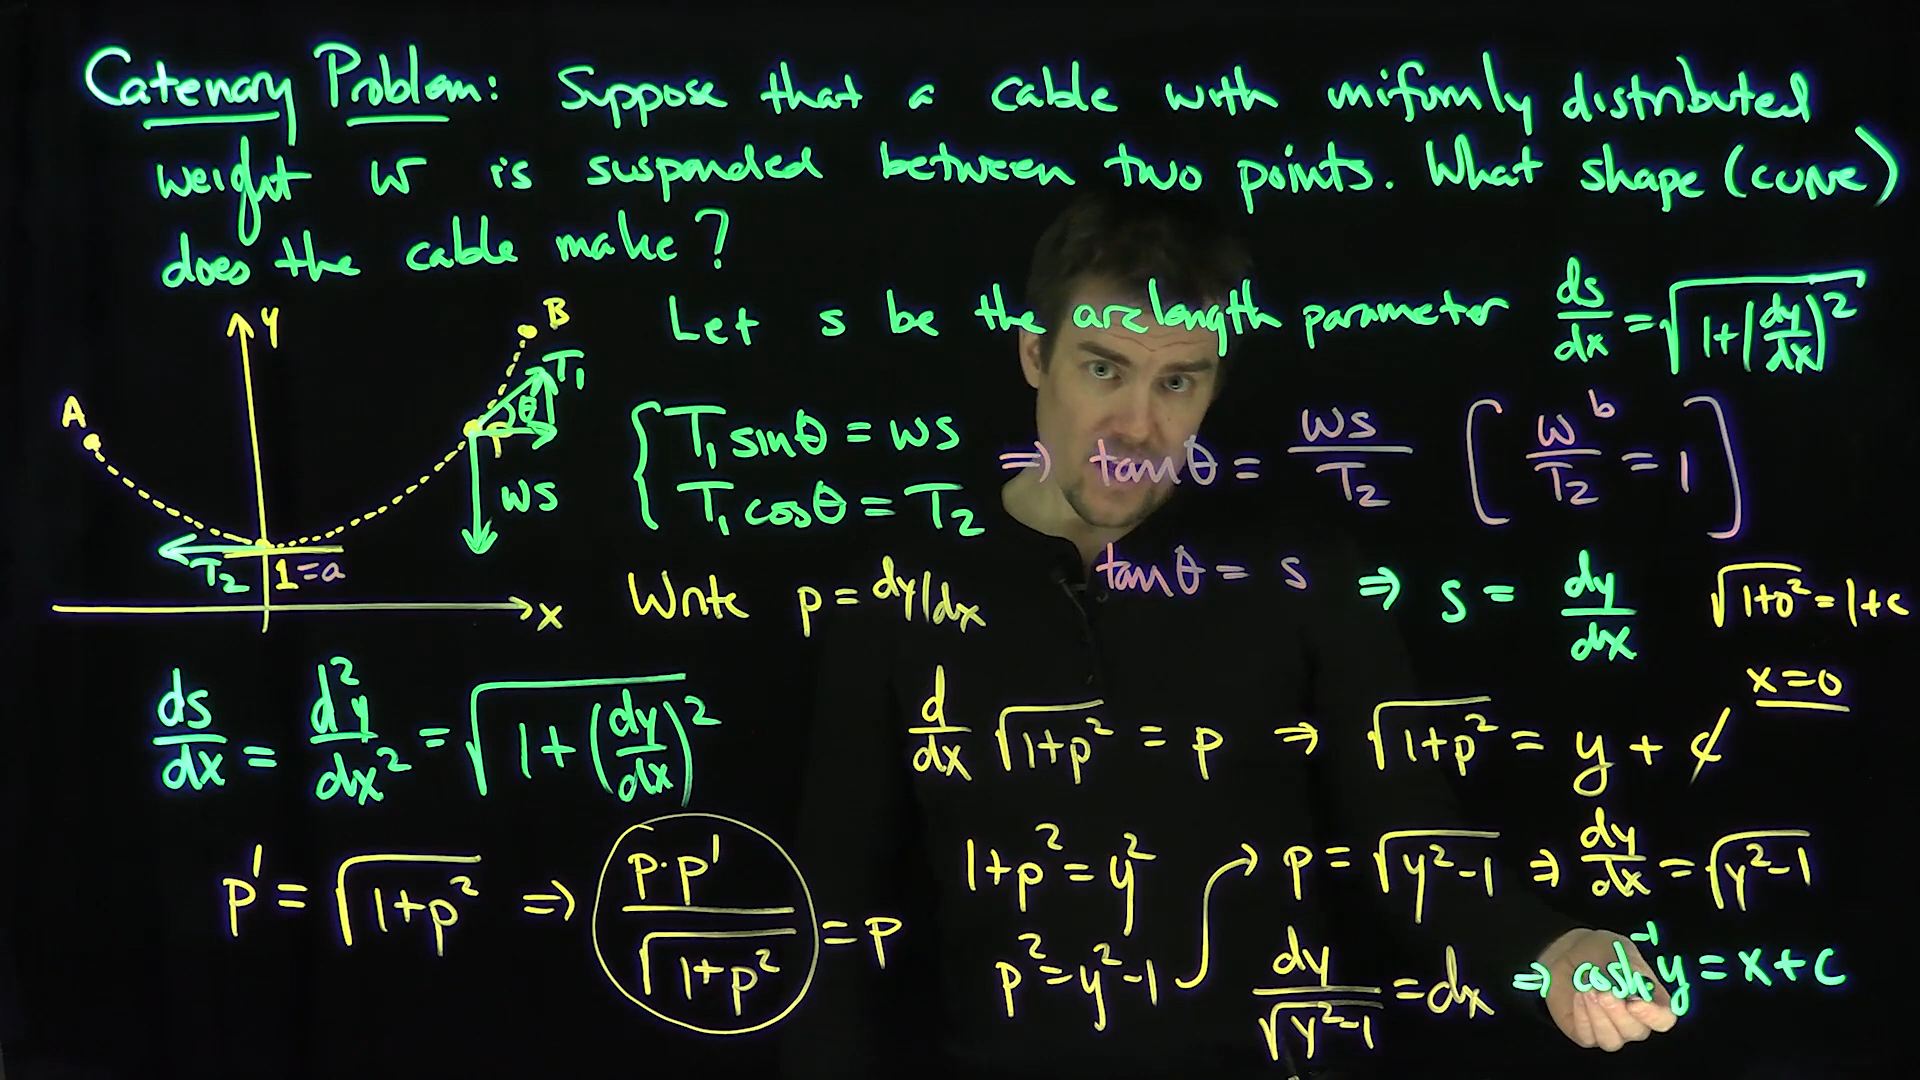 Catenary Problem: Suppose that a cable with uniformly distributed
weight w is suspended between two points. What shape (curve)
does the cable make?
Let s be the arclength parameter ds/dx = √(1+(dy/dx)²)
y
B
T₁
θ
A
P
ws
T₂
1=a
x
{ T₁ sinθ = ws
T₁ cosθ = T₂
⇒ tanθ = ws/T₂ [ w^b/T₂ = 1 ]
tanθ = s ⇒ s = dy/dx
Write p = dy/dx
√(1+0²) = 1+c
x=0
ds/dx = d²y/dx² = √(1+(dy/dx)²)
d/dx √(1+p²) = p ⇒ √(1+p²) = y + c
p' = √(1+p²) ⇒ p·p'/√(1+p²) = p
1+p² = y²
p² = y²-1
p = √(y²-1) ⇒ dy/dx = √(y²-1)
dy/√(y²-1) = dx ⇒ cosh⁻¹y = x+c